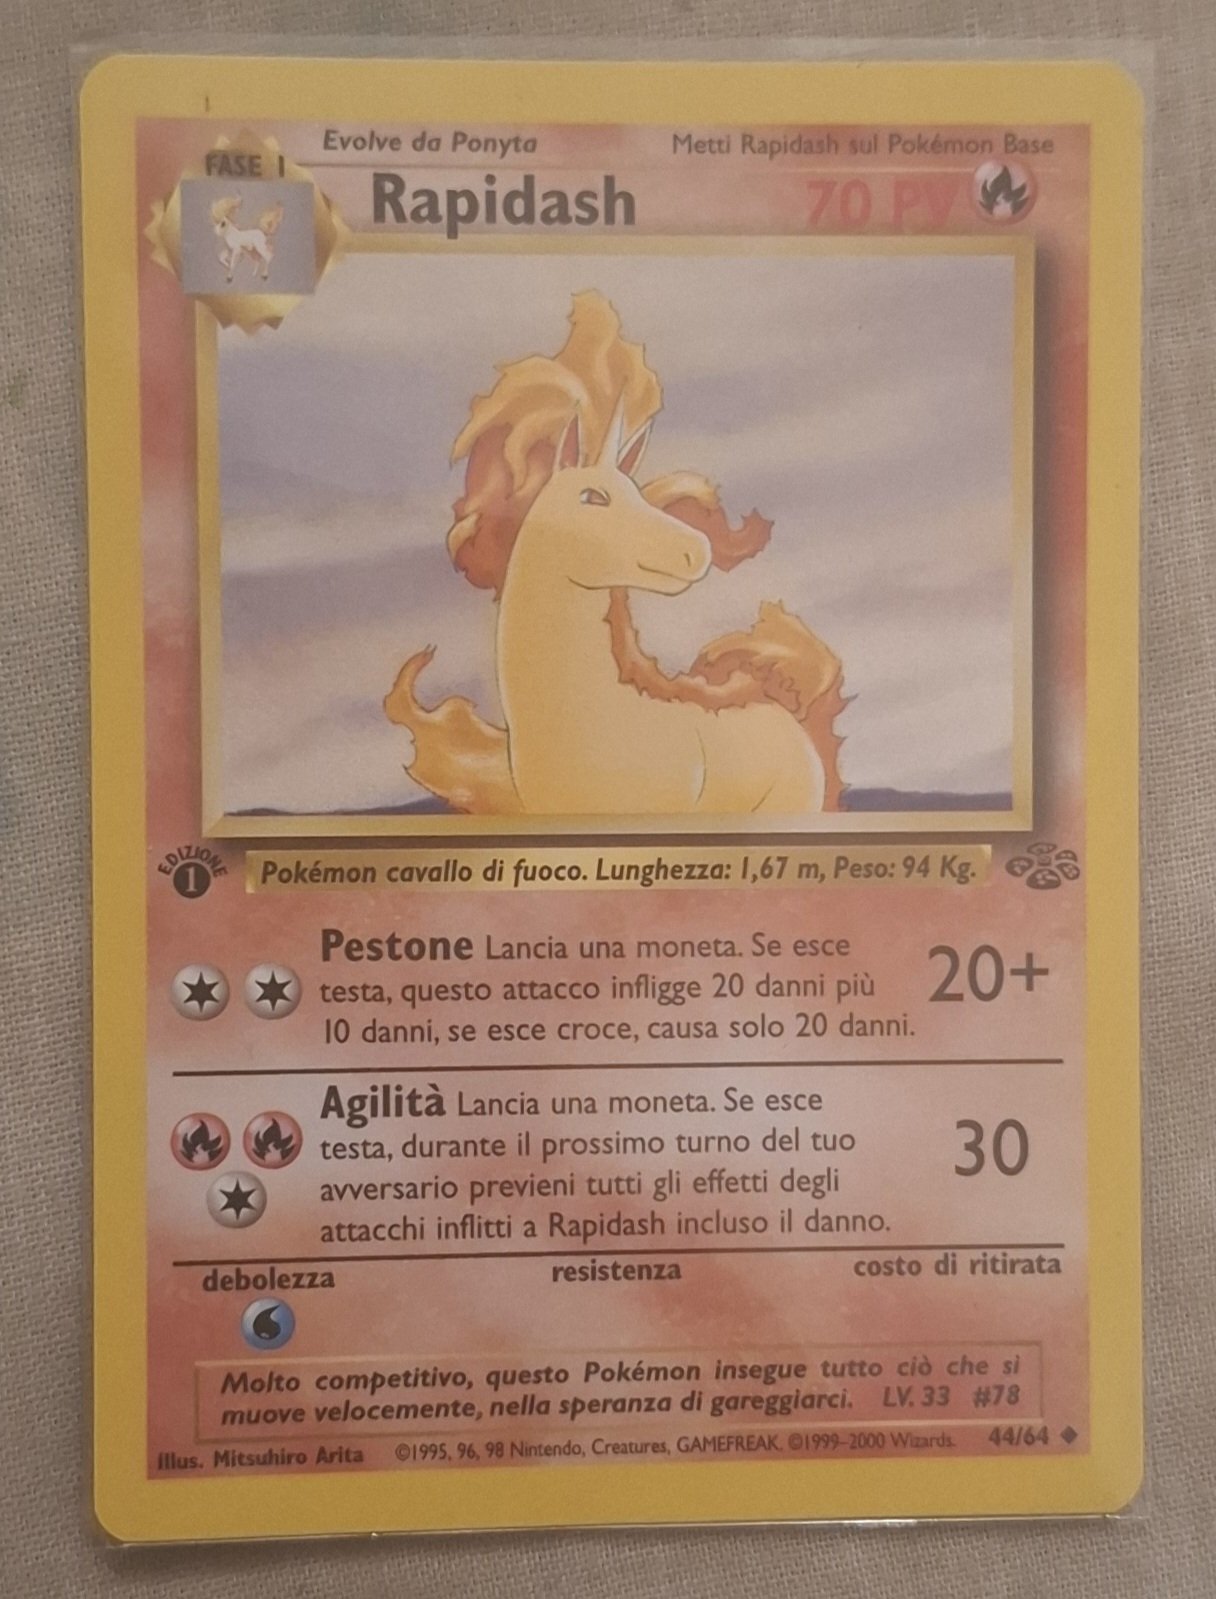 Evolve da Ponyta
Metti Rapidash sul Pokémon Base
FASE 1
Rapidash
70 PV
EDIZIONE
1
Pokémon cavallo di fuoco. Lunghezza: 1,67 m, Peso: 94 Kg.
Pestone Lancia una moneta. Se esce
testa, questo attacco infligge 20 danni più
10 danni, se esce croce, causa solo 20 danni.
20+
Agilità Lancia una moneta. Se esce
testa, durante il prossimo turno del tuo
avversario previeni tutti gli effetti degli
attacchi inflitti a Rapidash incluso il danno.
30
debolezza
resistenza
costo di ritirata
Molto competitivo, questo Pokémon insegue tutto ciò che si
muove velocemente, nella speranza di gareggiarci. LV. 33 #78
Illus. Mitsuhiro Arita
©1995, 96, 98 Nintendo, Creatures, GAMEFREAK. ©1999-2000 Wizards.
44/64